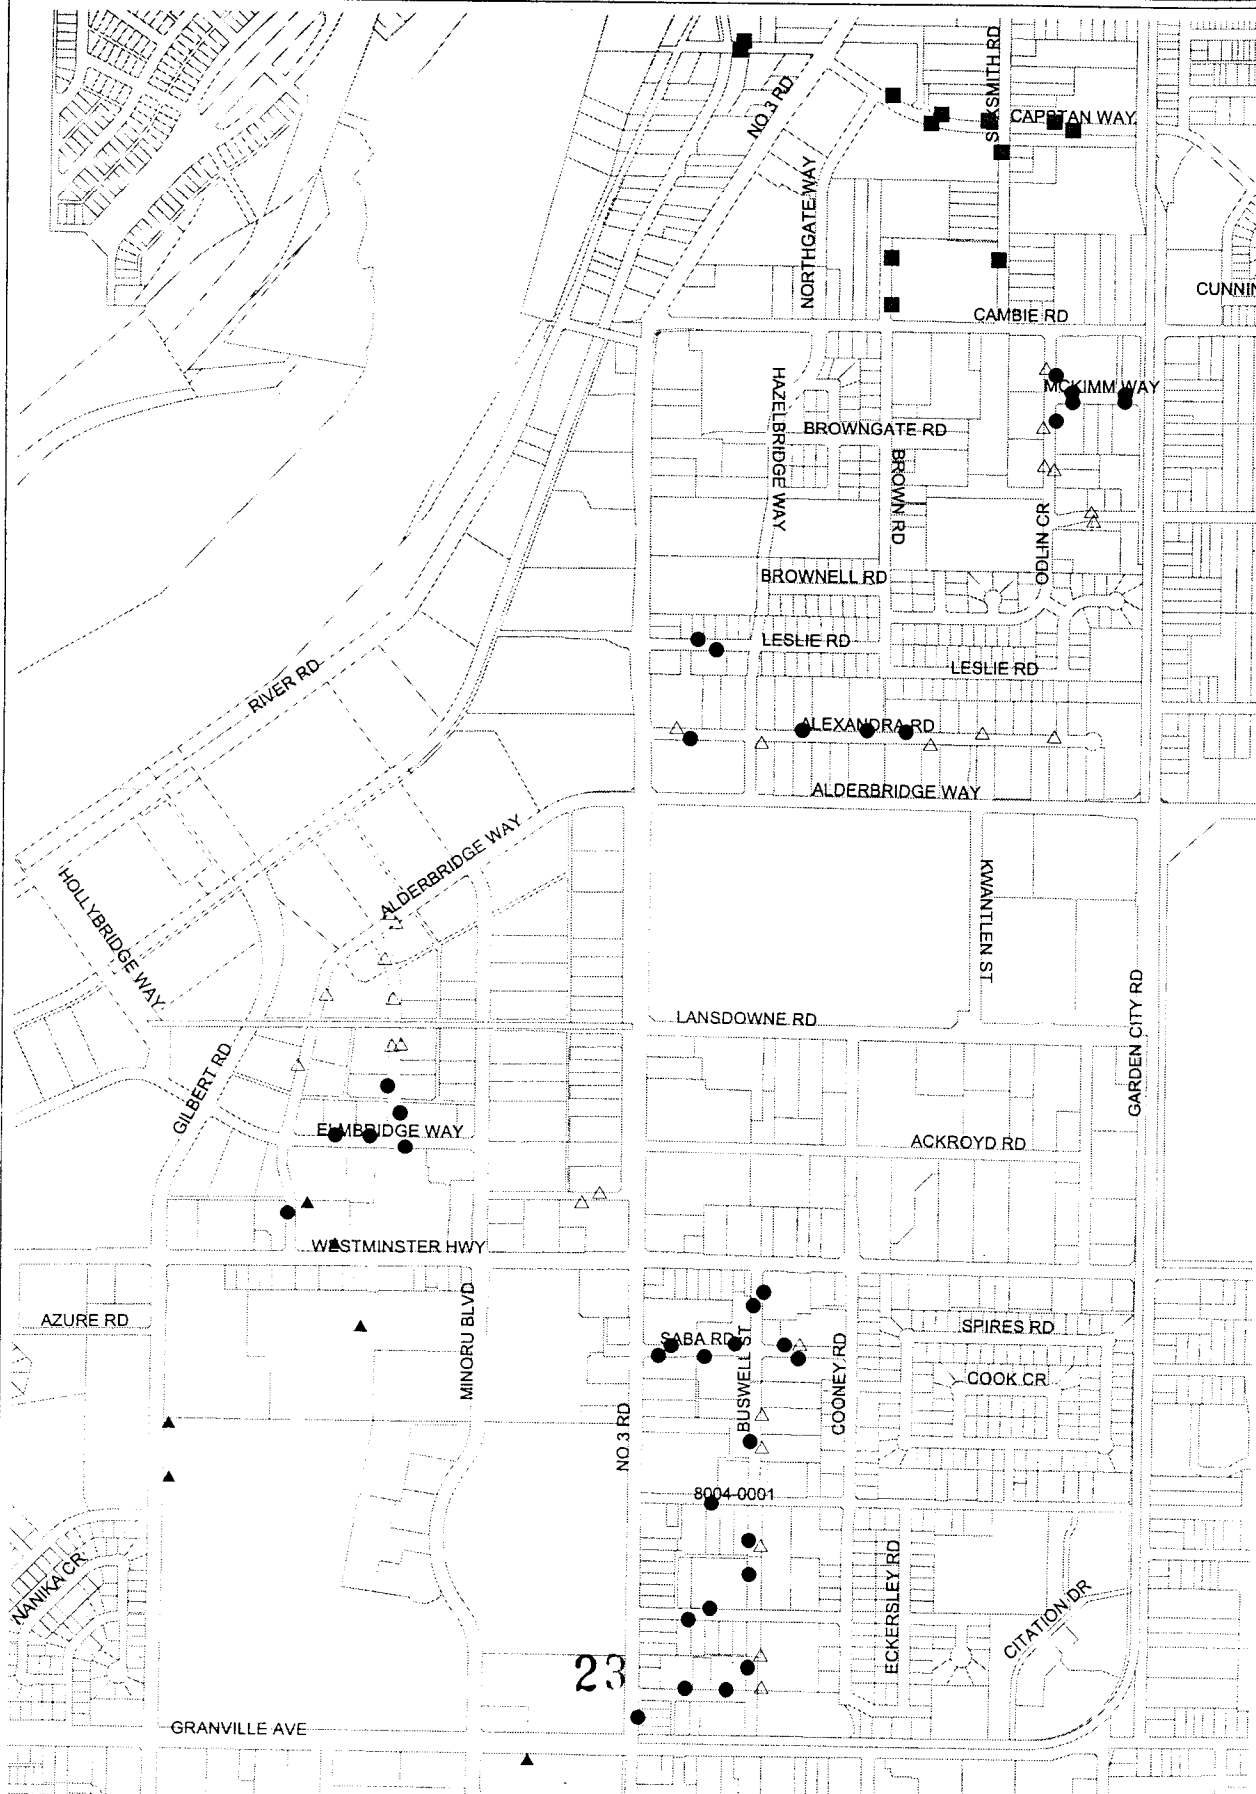 NO.3 RD
SEXSMITH RD
CAPSTAN WAY
NORTHGATE WAY
CUNNIN
CAMBIE RD
MCKIMM WAY
HAZELBRIDGE WAY
BROWNGATE RD
BROWN RD
ODLIN CR
BROWNELL RD
LESLIE RD
LESLIE RD
RIVER RD
ALEXANDRA RD
ALDERBRIDGE WAY
ALDERBRIDGE WAY
HOLLYBRIDGE WAY
KWANTLEN ST
GARDEN CITY RD
LANSDOWNE RD
GILBERT RD
ELMBRIDGE WAY
ACKROYD RD
WESTMINSTER HWY
AZURE RD
MINORU BLVD
SABA RD
BUSWELL ST
COONEY RD
SPIRES RD
COOK CR
NO.3 RD
8004-0001
NANIKA CR
ECKERSLEY RD
CITATION DR
23
GRANVILLE AVE